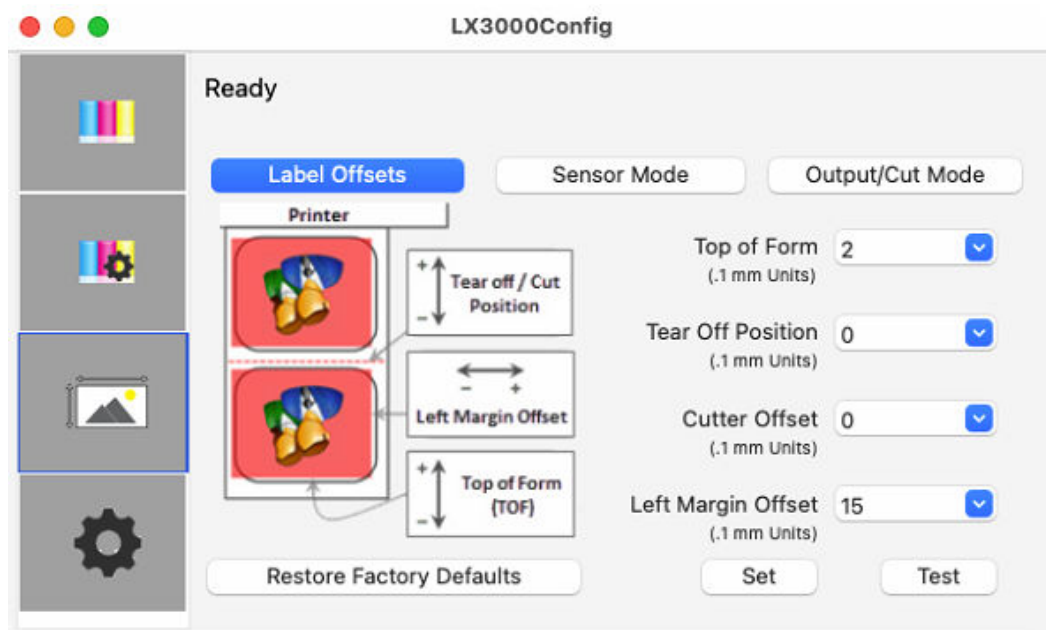 LX3000Config
Ready
Label Offsets
Sensor Mode
Output/Cut Mode
Printer
+
Tear off / Cut
Position
–
– +
Left Margin Offset
+
Top of Form
(TOF)
–
Top of Form
2
(.1 mm Units)
Tear Off Position
0
(.1 mm Units)
Cutter Offset
0
(.1 mm Units)
Left Margin Offset
15
(.1 mm Units)
Restore Factory Defaults
Set
Test